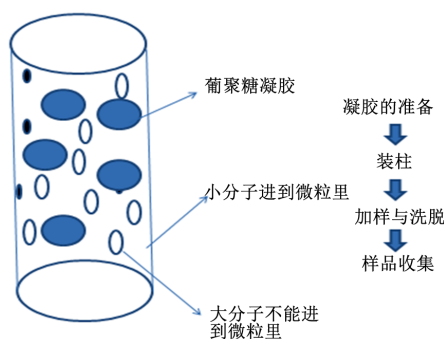 葡聚糖凝胶
小分子进到微粒里
大分子不能进
到微粒里
凝胶的准备
装柱
加样与洗脱
样品收集